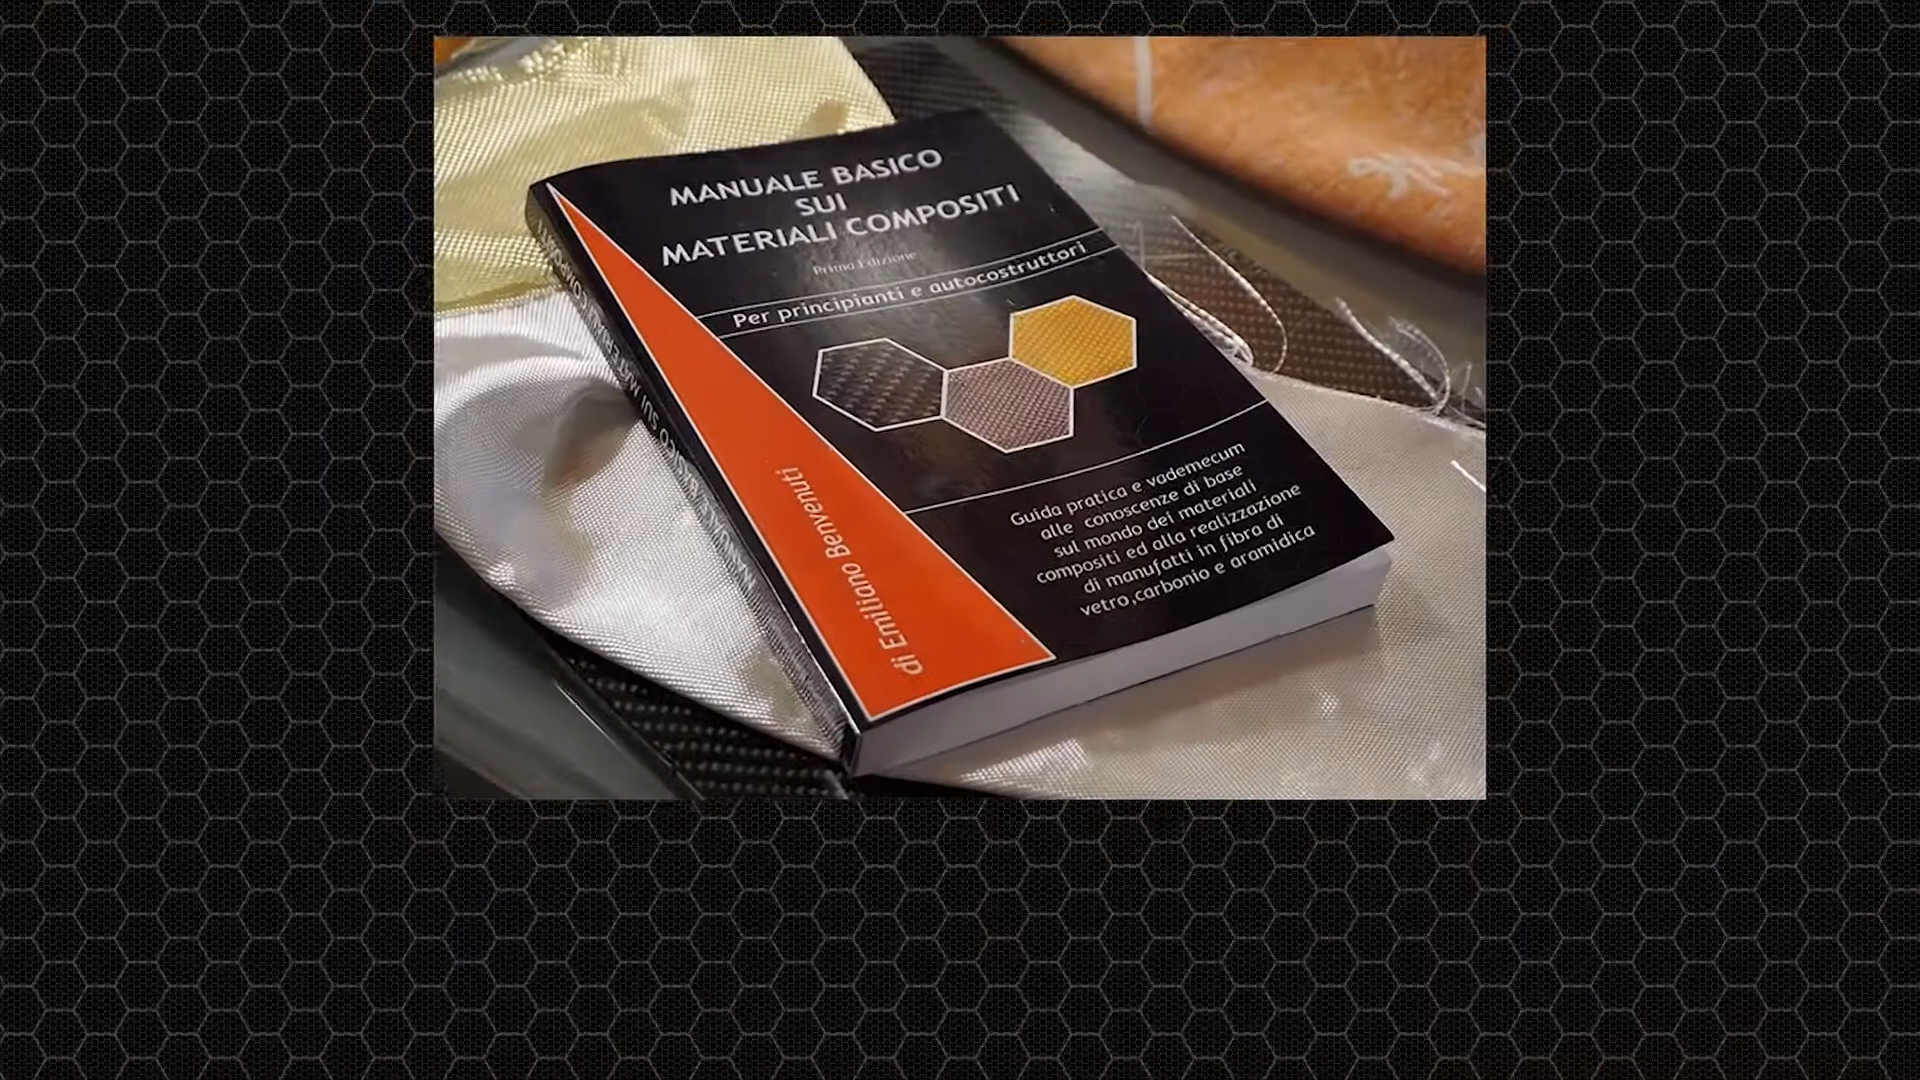 MANUALE BASICO
SUI
MATERIALI COMPOSITI
Prima Edizione
Per principianti e autocostruttori
Guida pratica e vademecum
alle conoscenze di base
sul mondo dei materiali
compositi ed alla realizzazione
di manufatti in fibra di
vetro,carbonio e aramidica
di Emiliano Benvenuti